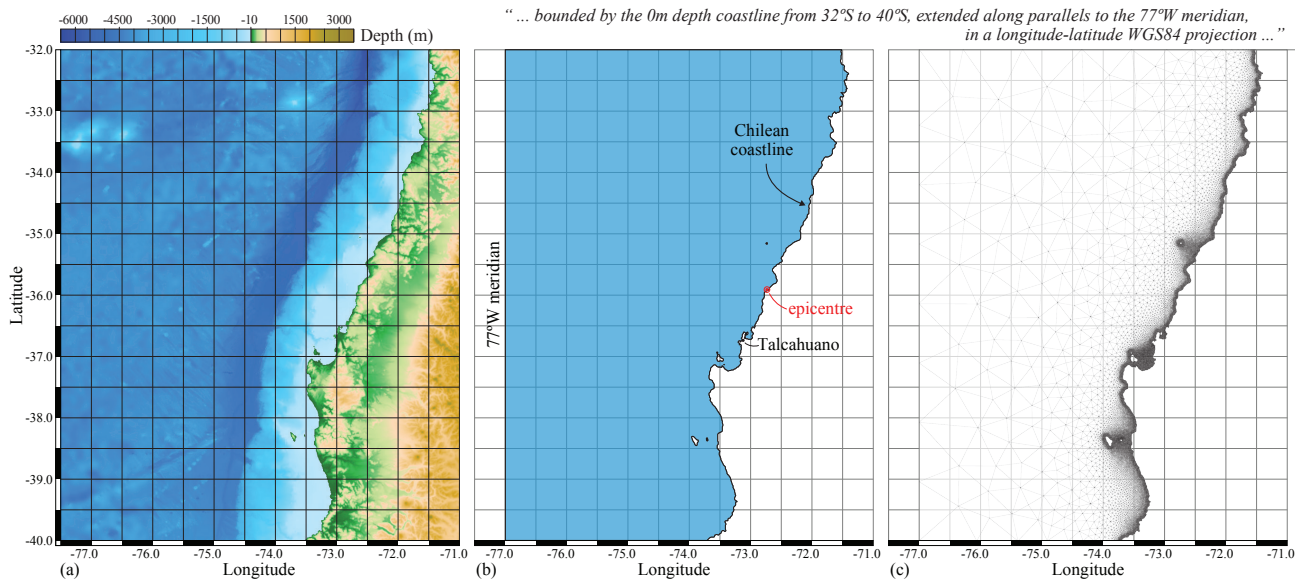 “ ... bounded by the 0m depth coastline from 32ºS to 40ºS, extended along parallels to the 77ºW meridian,
in a longitude-latitude WGS84 projection ...”
-6000 -4500 -3000 -1500 -10 1500 3000
Depth (m)
Latitude
-32.0
-33.0
-34.0
-35.0
-36.0
-37.0
-38.0
-39.0
-40.0
-77.0 -76.0 -75.0 -74.0 -73.0 -72.0 -71.0
(a) Longitude
77ºW meridian
Chilean
coastline
epicentre
Talcahuano
-77.0 -76.0 -75.0 -74.0 -73.0 -72.0 -71.0
(b) Longitude
-77.0 -76.0 -75.0 -74.0 -73.0 -72.0 -71.0
(c) Longitude